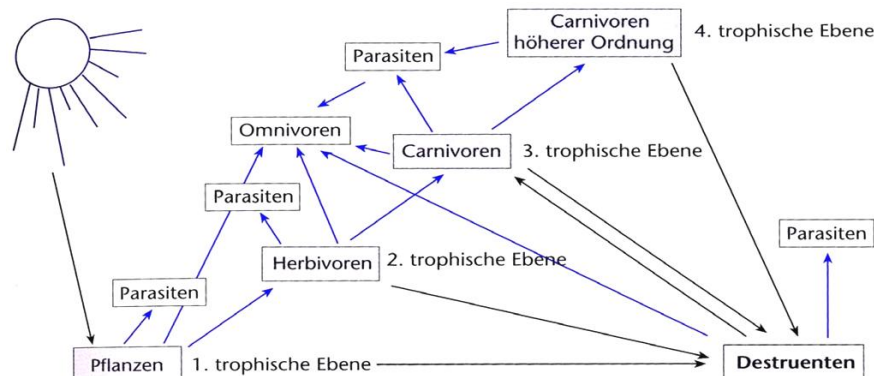 Carnivoren
höherer Ordnung
4. trophische Ebene
Parasiten
Omnivoren
Carnivoren
3. trophische Ebene
Parasiten
Parasiten
Herbivoren
2. trophische Ebene
Parasiten
Pflanzen
1. trophische Ebene
Destruenten